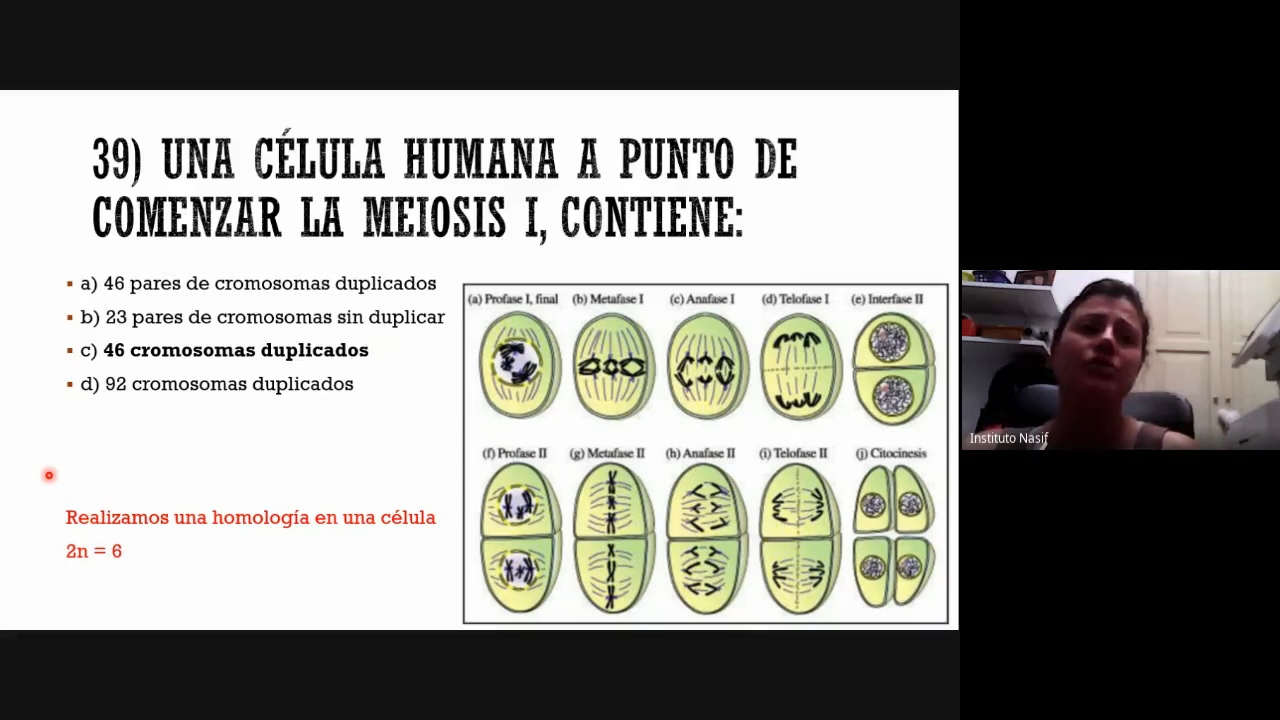 39) UNA CÉLULA HUMANA A PUNTO DE
COMENZAR LA MEIOSIS I, CONTIENE:
▪ a) 46 pares de cromosomas duplicados
▪ b) 23 pares de cromosomas sin duplicar
▪ c) 46 cromosomas duplicados
▪ d) 92 cromosomas duplicados
Realizamos una homología en una célula
2n = 6
(a) Profase I, final (b) Metafase I (c) Anafase I (d) Telofase I (e) Interfase II
(f) Profase II (g) Metafase II (h) Anafase II (i) Telofase II (j) Citocinesis
Instituto Nasif